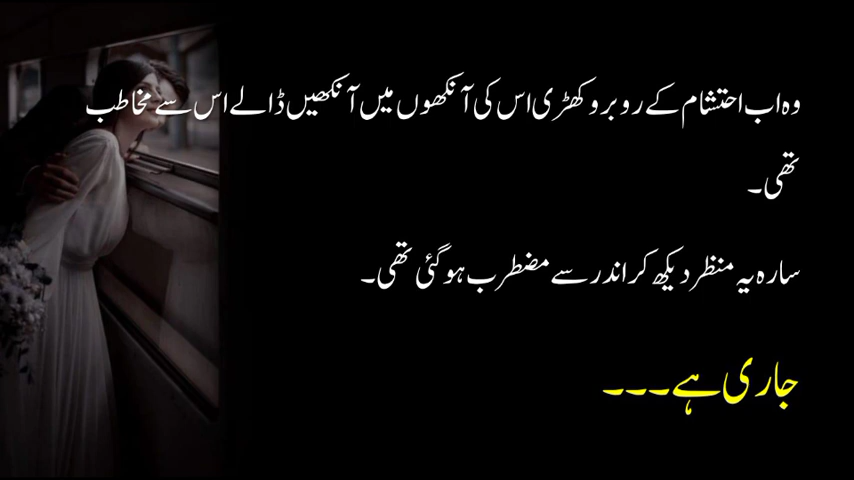 وہ اب احتشام کے روبرو کھڑی اس کی آنکھوں میں آنکھیں ڈالے اس سے مخاطب
تھی۔
سارہ یہ منظر دیکھ کر اندر سے مضطرب ہو گئی تھی۔
جاری ہے۔۔۔